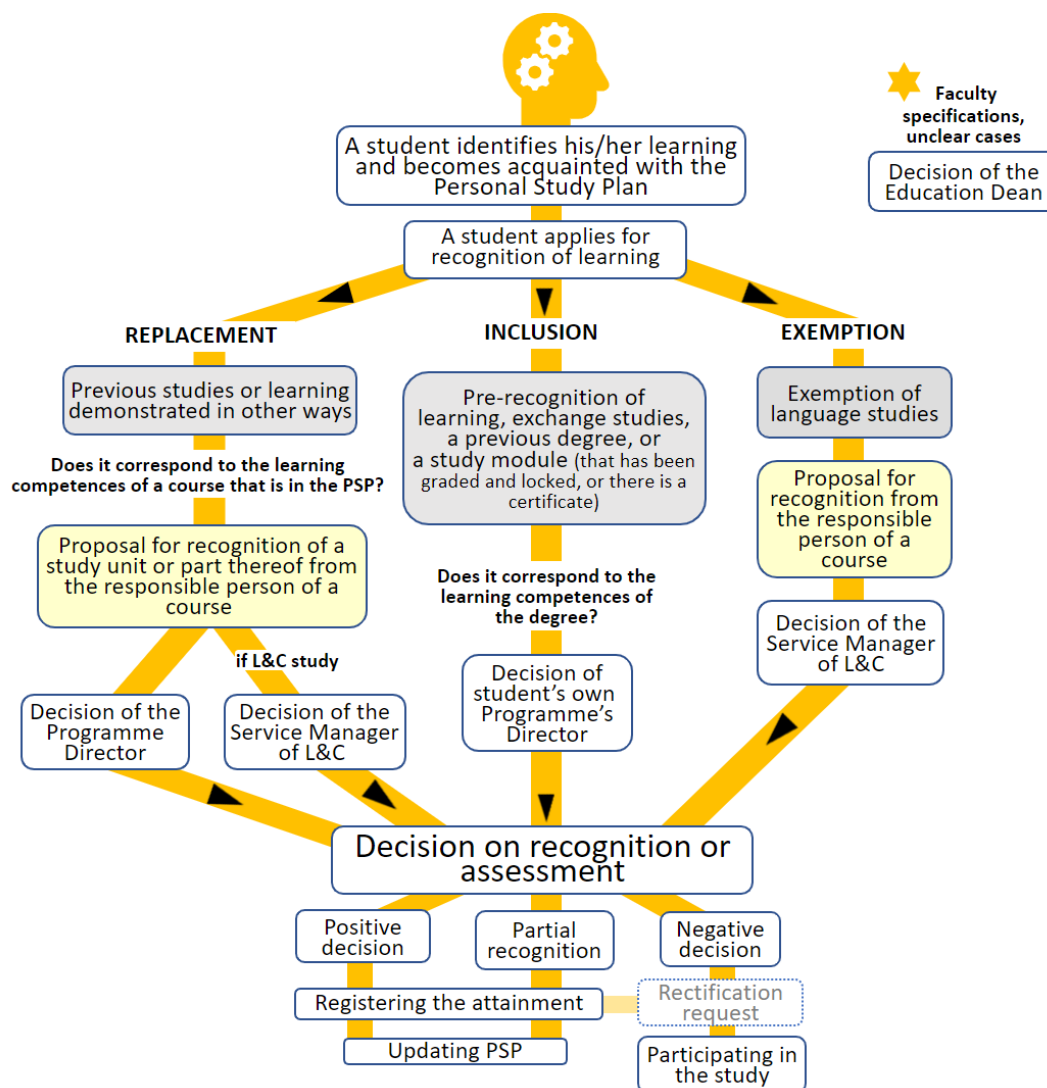 Faculty
specifications,
unclear cases
Decision of the
Education Dean
A student identifies his/her learning
and becomes acquainted with the
Personal Study Plan
A student applies for
recognition of learning
REPLACEMENT
Previous studies or learning
demonstrated in other ways
Does it correspond to the learning
competences of a course that is in the PSP?
Proposal for recognition of a
study unit or part thereof from
the responsible person of a
course
if L&C study
Decision of the
Programme
Director
Decision of the
Service Manager
of L&C
INCLUSION
Pre-recognition of
learning, exchange studies,
a previous degree, or
a study module (that has been
graded and locked, or there is a
certificate)
Does it correspond to the
learning competences of
the degree?
Decision of
student's own
Programme's
Director
EXEMPTION
Exemption of
language studies
Proposal for
recognition from
the responsible
person of a
course
Decision of the
Service Manager
of L&C
Decision on recognition or
assessment
Positive
decision
Partial
recognition
Negative
decision
Registering the attainment
Rectification
request
Updating PSP
Participating in
the study